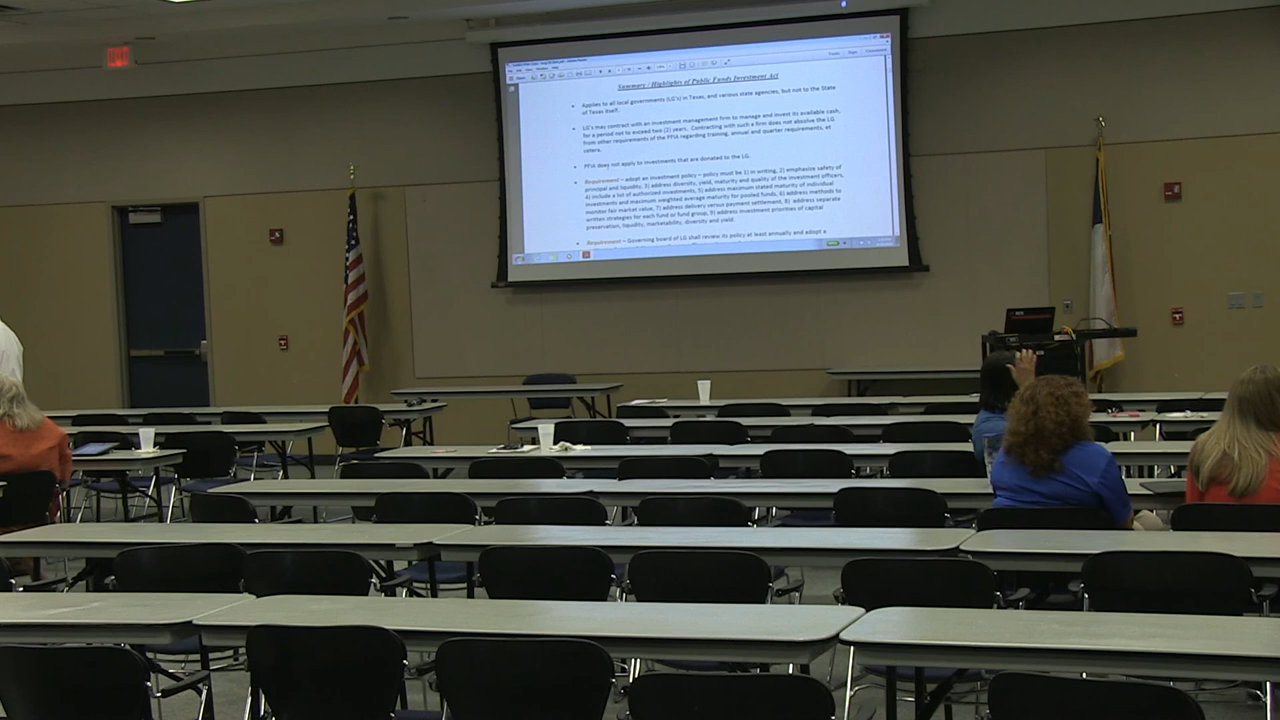 EXIT
Summary / Highlights of Public Funds Investment Act
• Applies to all local governments (LG's) in Texas, and various state agencies, but not to the State
of Texas itself.
• LG's may contract with an investment management firm to manage and invest its available cash,
for a period not to exceed two (2) years. Contracting with such a firm does not absolve the LG
from other requirements of the PFIA regarding training, annual and quarter requirements, et
cetera.
• PFIA does not apply to investments that are donated to the LG.
• Requirement – adopt an investment policy – policy must be 1) in writing, 2) emphasize safety of
principal and liquidity, 3) address diversity, yield, maturity and quality of the investment officers,
4) include a list of authorized investments, 5) address maximum stated maturity of individual
investments and maximum weighted average maturity for pooled funds, 6) address methods to
monitor fair market value, 7) address delivery versus payment settlement, 8) address separate
written strategies for each fund or fund group, 9) address investment priorities of capital
preservation, liquidity, marketability, diversity and yield.
• Requirement – Governing board of LG shall review its policy at least annually and adopt a